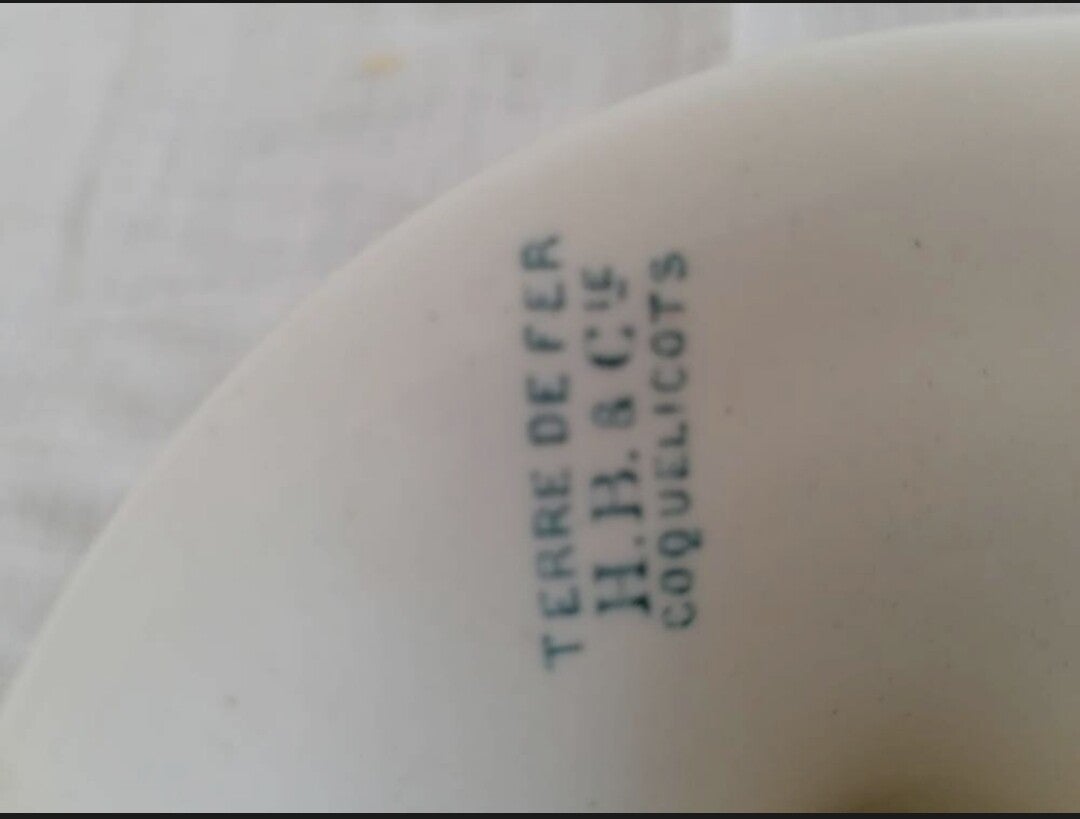 TERRE DE FER
H.B. & Cie
COQUELICOTS